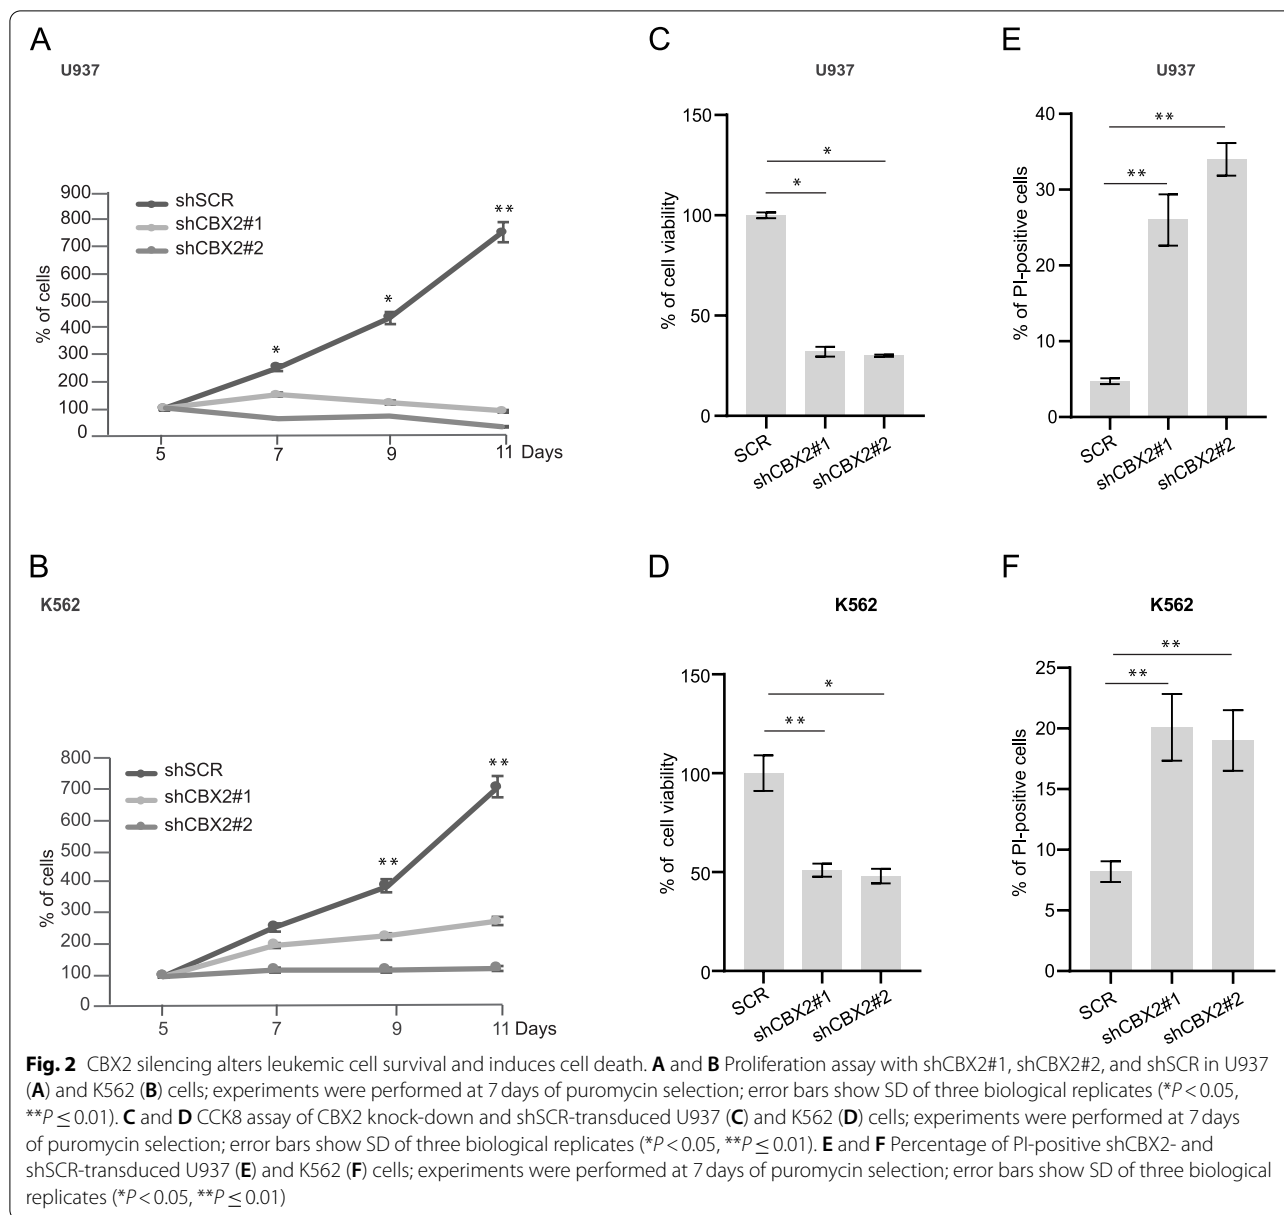 A
U937
900
800
700
600
500
400
300
200
100
0
% of cells
shSCR
shCBX2#1
shCBX2#2
*
*
**
5
7
9
11
Days
C
U937
150
100
50
0
% of cell viability
*
*
SCR
shCBX2#1
shCBX2#2
E
U937
40
30
20
10
0
% of PI-positive cells
**
**
SCR
shCBX2#1
shCBX2#2
B
K562
800
700
600
500
400
300
200
100
0
% of cells
shSCR
shCBX2#1
shCBX2#2
**
**
5
7
9
11
Days
D
K562
150
100
50
0
% of cell viability
*
**
SCR
shCBX2#1
shCBX2#2
F
K562
25
20
15
10
5
0
% of PI-positive cells
**
**
SCR
shCBX2#1
shCBX2#2
Fig. 2 CBX2 silencing alters leukemic cell survival and induces cell death. A and B Proliferation assay with shCBX2#1, shCBX2#2, and shSCR in U937
(A) and K562 (B) cells; experiments were performed at 7 days of puromycin selection; error bars show SD of three biological replicates (*P < 0.05,
**P ≤ 0.01). C and D CCK8 assay of CBX2 knock-down and shSCR-transduced U937 (C) and K562 (D) cells; experiments were performed at 7 days
of puromycin selection; error bars show SD of three biological replicates (*P < 0.05, **P ≤ 0.01). E and F Percentage of PI-positive shCBX2- and
shSCR-transduced U937 (E) and K562 (F) cells; experiments were performed at 7 days of puromycin selection; error bars show SD of three biological
replicates (*P < 0.05, **P ≤ 0.01)